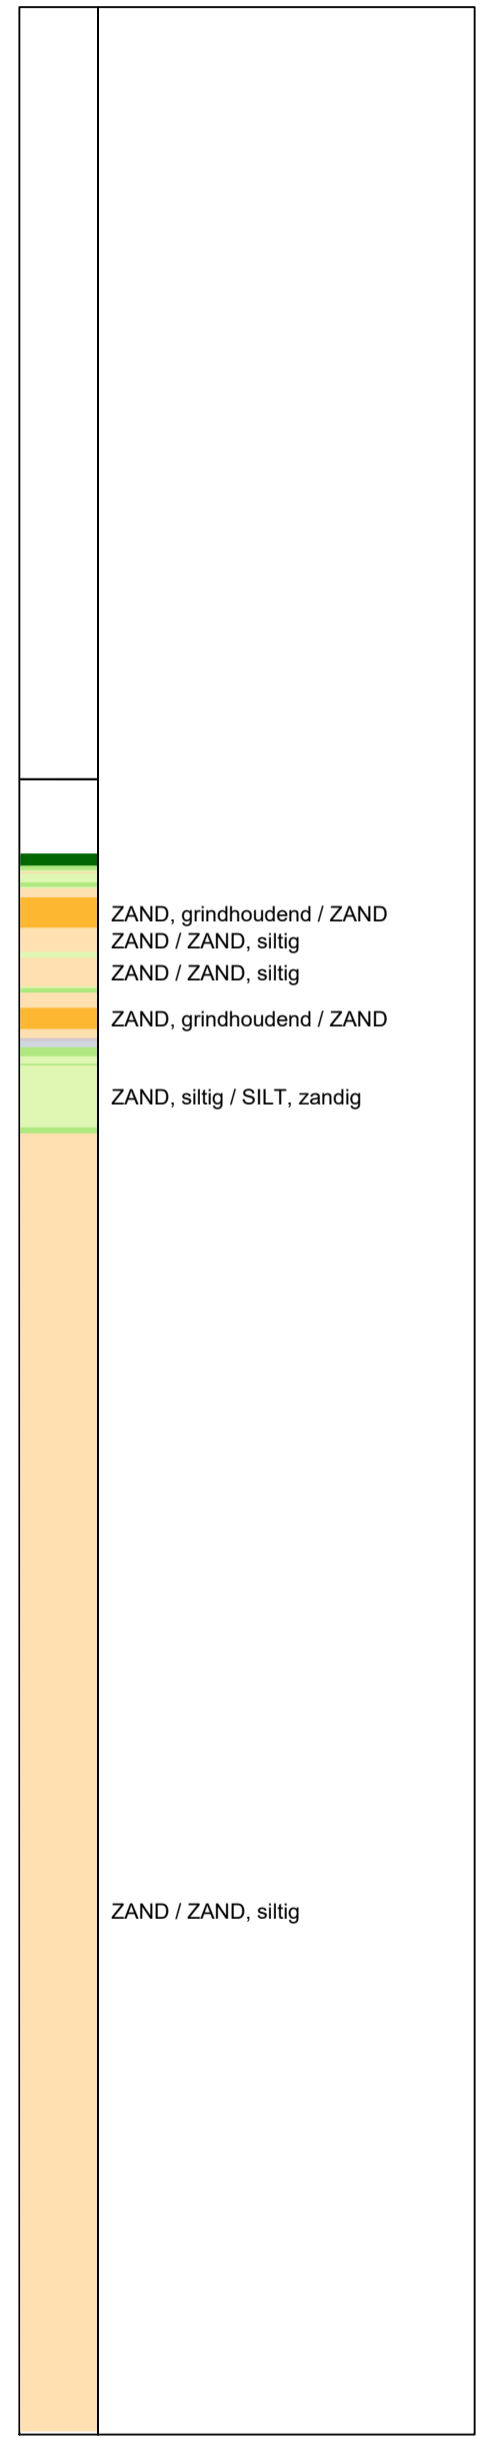 ZAND, grindhoudend / ZAND
ZAND / ZAND, siltig
ZAND / ZAND, siltig
ZAND, grindhoudend / ZAND
ZAND, siltig / SILT, zandig
ZAND / ZAND, siltig